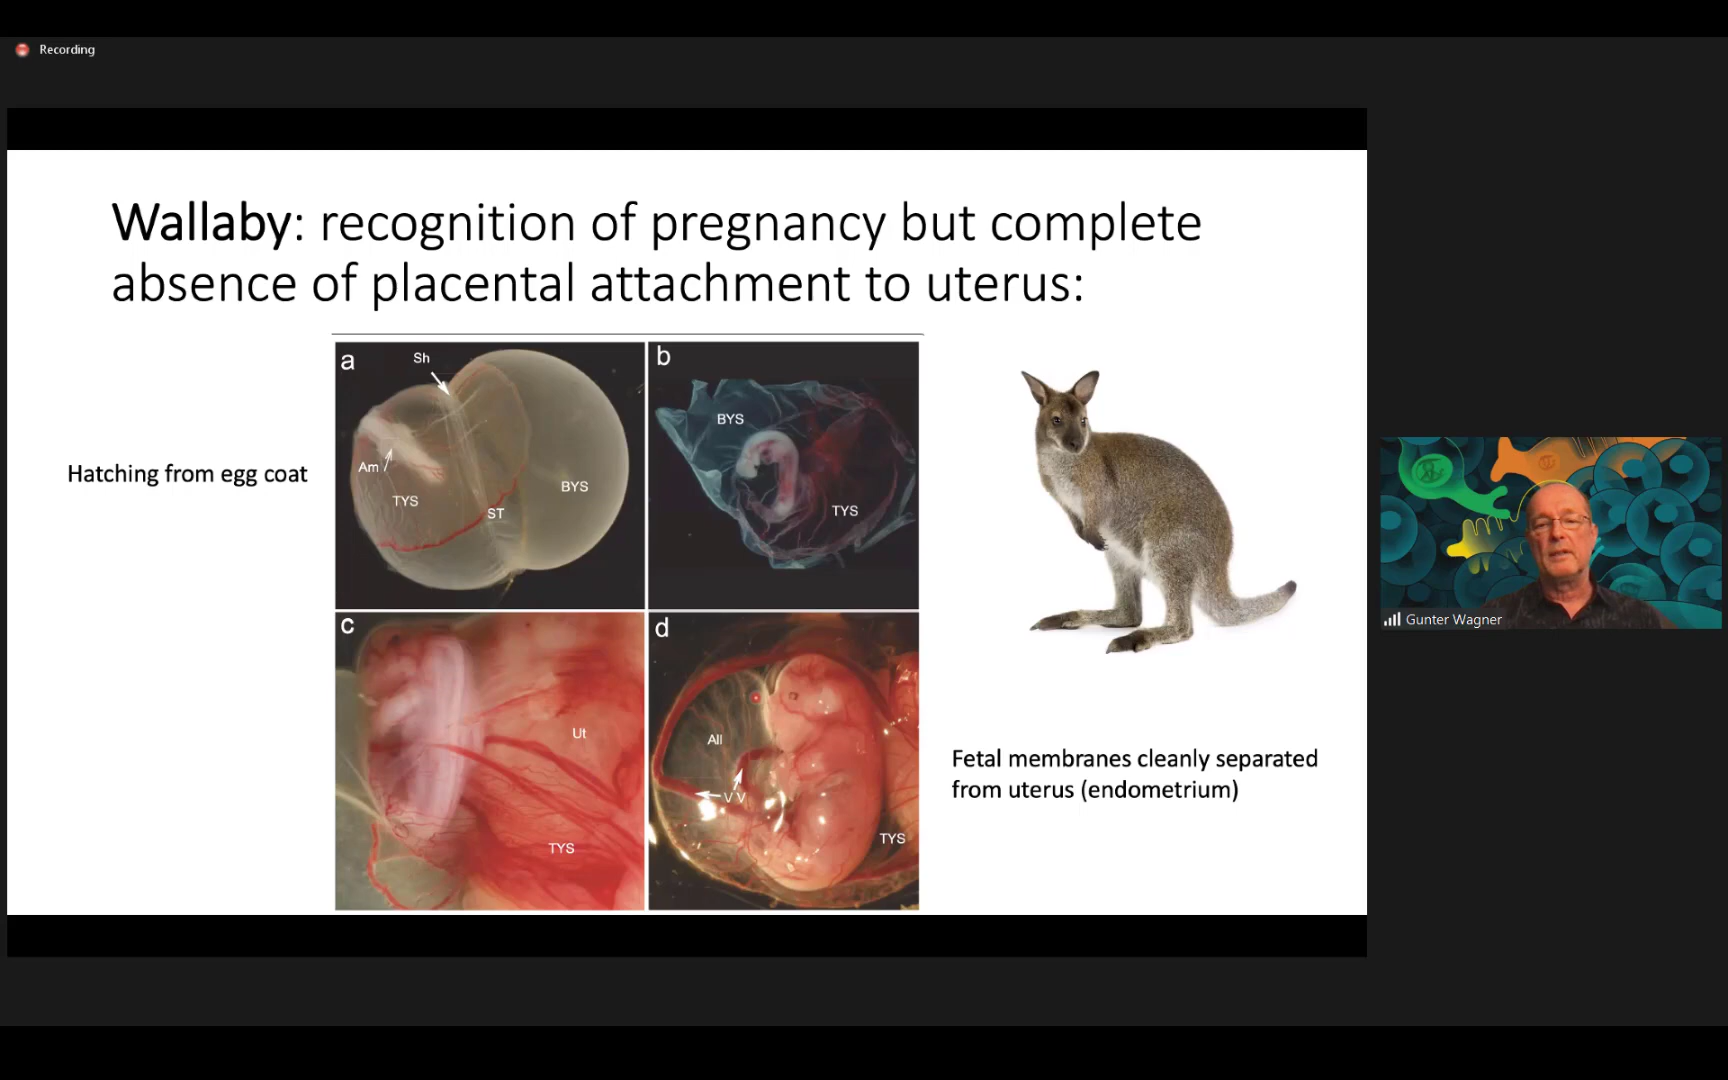 Recording
Wallaby: recognition of pregnancy but complete
absence of placental attachment to uterus:
Hatching from egg coat
a
Sh
Am
TYS
ST
BYS
b
BYS
TYS
c
Ut
TYS
d
All
V V
TYS
Fetal membranes cleanly separated
from uterus (endometrium)
Gunter Wagner